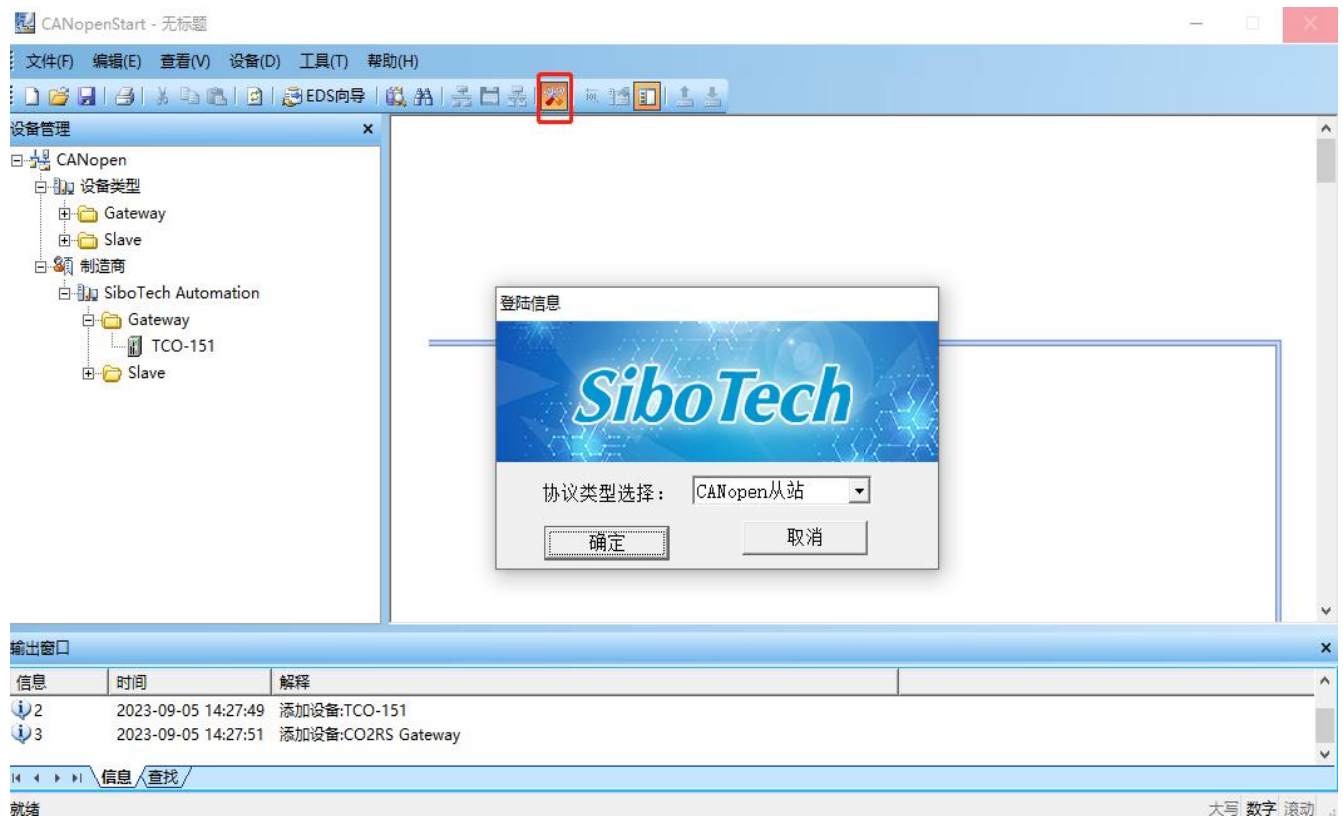 CANopenStart - 无标题
文件(F) 编辑(E) 查看(V) 设备(D) 工具(T) 帮助(H)
EDS向导
设备管理
CANopen
设备类型
Gateway
Slave
制造商
SiboTech Automation
Gateway
TCO-151
Slave
登陆信息
SiboTech
协议类型选择： CANopen从站
确定 取消
输出窗口
信息 时间 解释
2 2023-09-05 14:27:49 添加设备:TCO-151
3 2023-09-05 14:27:51 添加设备:CO2RS Gateway
信息 查找
就绪 大写 数字 滚动